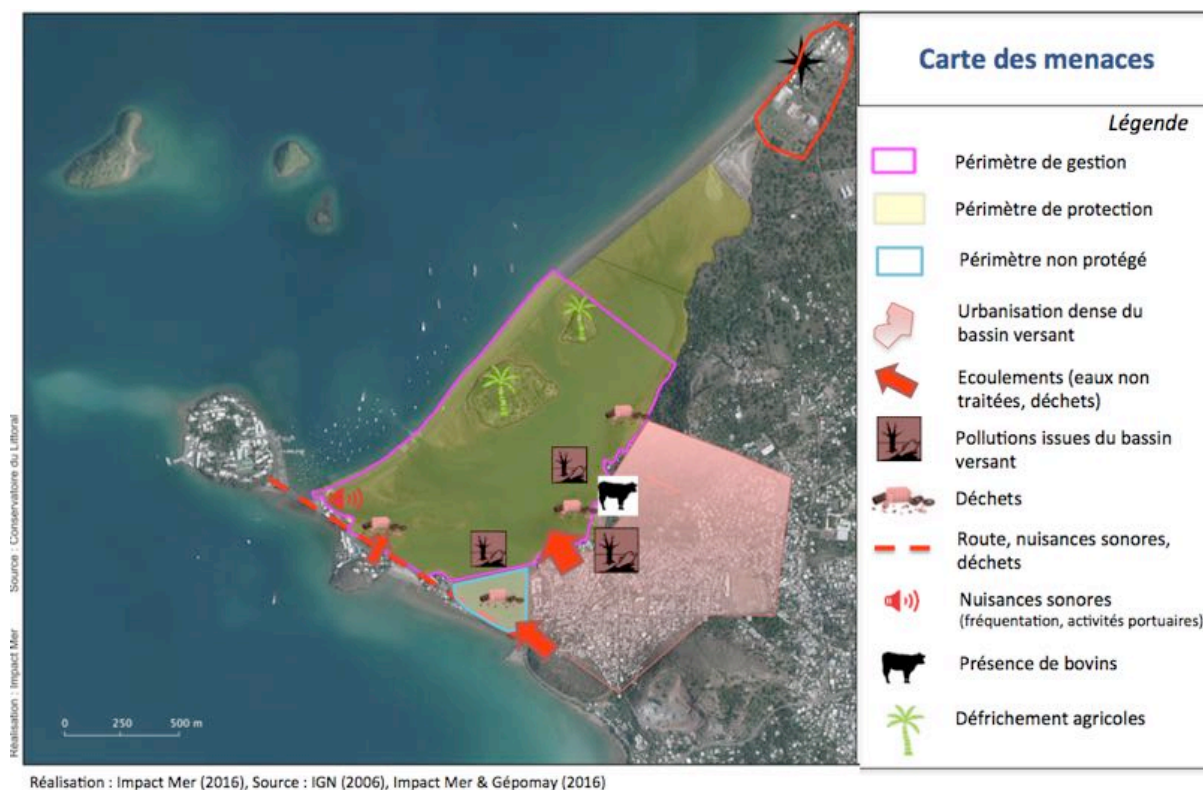 Carte des menaces
Légende
Périmètre de gestion
Périmètre de protection
Périmètre non protégé
Urbanisation dense du
bassin versant
Ecoulements (eaux non
traitées, déchets)
Pollutions issues du bassin
versant
Déchets
Route, nuisances sonores,
déchets
Nuisances sonores
(fréquentation, activités portuaires)
Présence de bovins
Défrichement agricoles
Réalisation : Impact Mer Source : Conservatoire du Littoral
0 250 500 m
Réalisation : Impact Mer (2016), Source : IGN (2006), Impact Mer & Gépomay (2016)